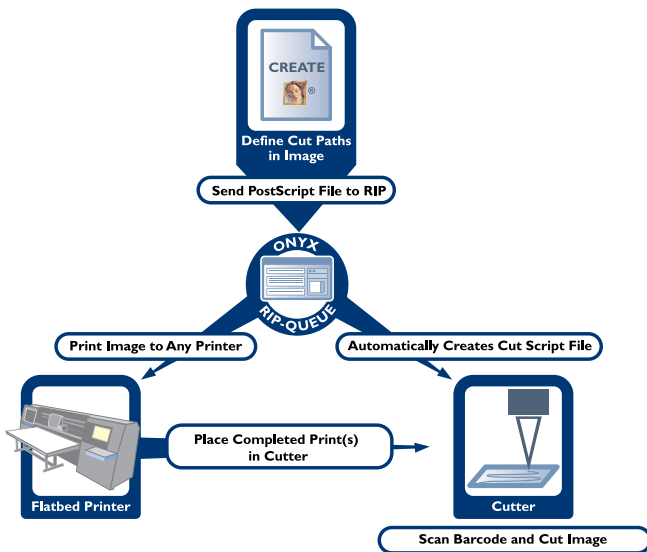 CREATE
®
Define Cut Paths
in Image
Send PostScript File to RIP
ONYX
RIP-QUEUE
Print Image to Any Printer
Automatically Creates Cut Script File
Place Completed Print(s)
in Cutter
Flatbed Printer
Cutter
Scan Barcode and Cut Image